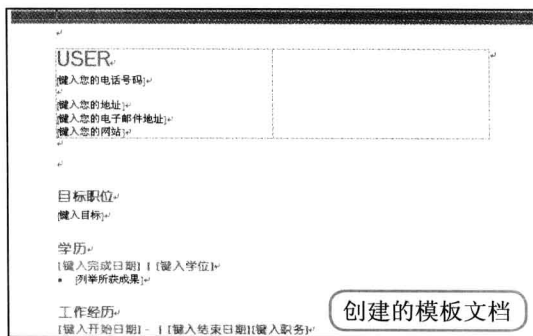 USER
[键入您的电话号码]
[键入您的地址]
[键入您的电子邮件地址]
[键入您的网站]
目标职位
[键入目标]
学历
[键入完成日期] | [键入学位]
• [列举所获成果]
工作经历
[键入开始日期] - | [键入结束日期][键入职务]
创建的模板文档